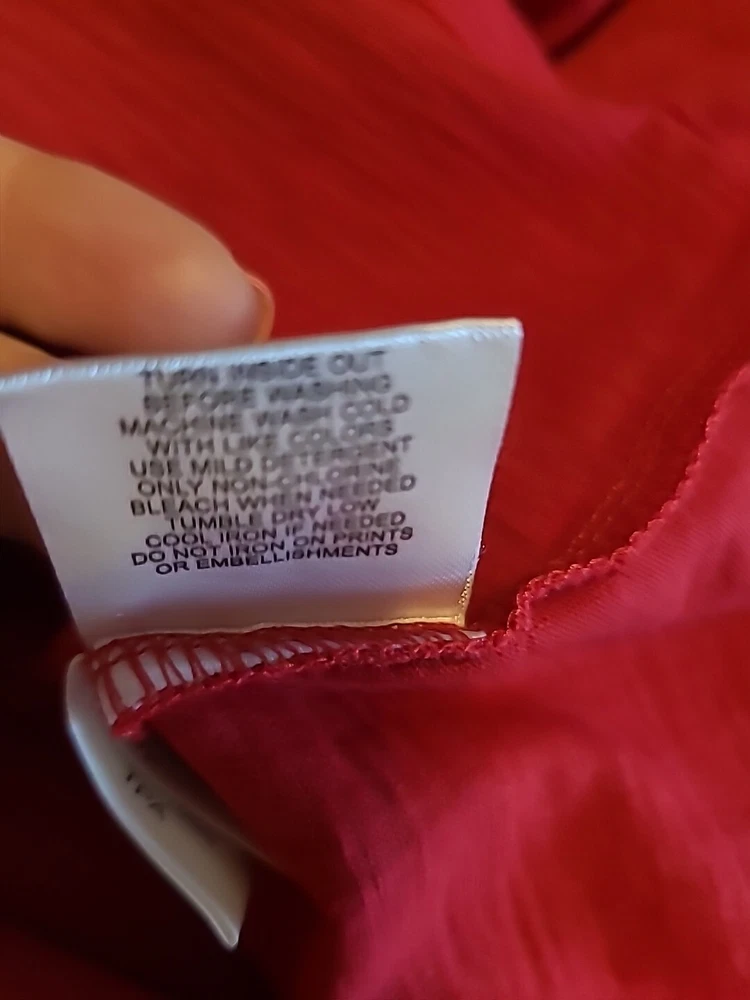 TURN INSIDE OUT
BEFORE WASHING
MACHINE WASH COLD
WITH LIKE COLORS
USE MILD DETERGENT
ONLY NON-CHLORINE
BLEACH WHEN NEEDED
TUMBLE DRY LOW
COOL IRON IF NEEDED
DO NOT IRON ON PRINTS
OR EMBELLISHMENTS